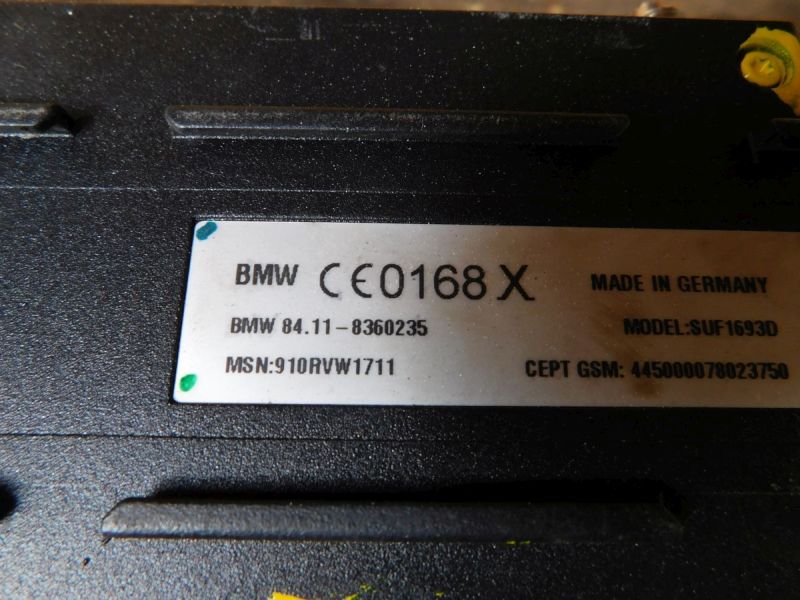 BMW CE0168 X MADE IN GERMANY
BMW 84.11-8360235 MODEL:SUF1693D
MSN:910RVW1711 CEPT GSM: 445000078023750